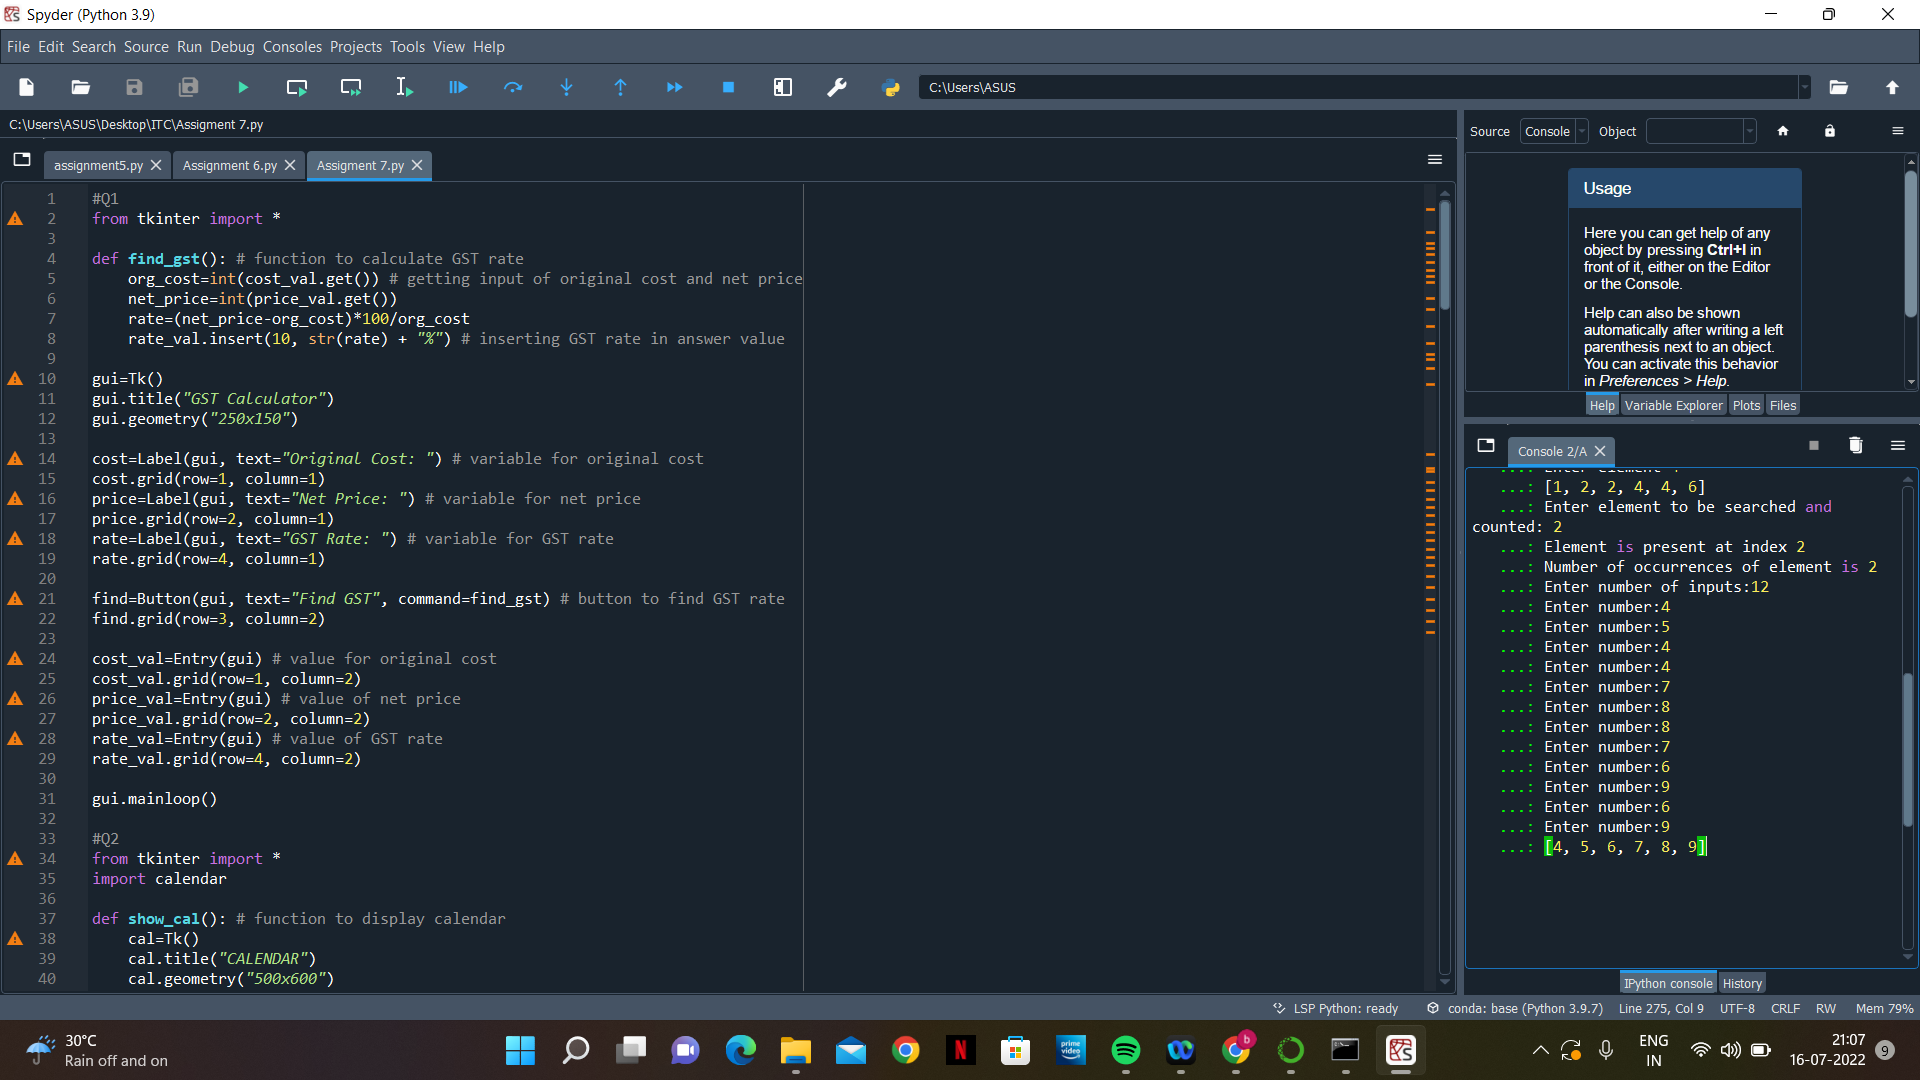 Spyder (Python 3.9)
File Edit Search Source Run Debug Consoles Projects Tools View Help
C:\Users\ASUS
C:\Users\ASUS\Desktop\ITC\Assigment 7.py
assignment5.py Assignment 6.py Assigment 7.py
1 #Q1
2 from tkinter import *
3
4 def find_gst(): # function to calculate GST rate
5 org_cost=int(cost_val.get()) # getting input of original cost and net price
6 net_price=int(price_val.get())
7 rate=(net_price-org_cost)*100/org_cost
8 rate_val.insert(10, str(rate) + "%") # inserting GST rate in answer value
9
10 gui=Tk()
11 gui.title("GST Calculator")
12 gui.geometry("250x150")
13
14 cost=Label(gui, text="Original Cost: ") # variable for original cost
15 cost.grid(row=1, column=1)
16 price=Label(gui, text="Net Price: ") # variable for net price
17 price.grid(row=2, column=1)
18 rate=Label(gui, text="GST Rate: ") # variable for GST rate
19 rate.grid(row=4, column=1)
20
21 find=Button(gui, text="Find GST", command=find_gst) # button to find GST rate
22 find.grid(row=3, column=2)
23
24 cost_val=Entry(gui) # value for original cost
25 cost_val.grid(row=1, column=2)
26 price_val=Entry(gui) # value of net price
27 price_val.grid(row=2, column=2)
28 rate_val=Entry(gui) # value of GST rate
29 rate_val.grid(row=4, column=2)
30
31 gui.mainloop()
32
33 #Q2
34 from tkinter import *
35 import calendar
36
37 def show_cal(): # function to display calendar
38 cal=Tk()
39 cal.title("CALENDAR")
40 cal.geometry("500x600")
Source Console Object
Usage
Here you can get help of any
object by pressing Ctrl+I in
front of it, either on the Editor
or the Console.
Help can also be shown
automatically after writing a left
parenthesis next to an object.
You can activate this behavior
in Preferences > Help.
Help Variable Explorer Plots Files
Console 2/A
...: [1, 2, 2, 4, 4, 6]
...: Enter element to be searched and
counted: 2
...: Element is present at index 2
...: Number of occurrences of element is 2
...: Enter number of inputs:12
...: Enter number:4
...: Enter number:5
...: Enter number:4
...: Enter number:4
...: Enter number:7
...: Enter number:8
...: Enter number:8
...: Enter number:7
...: Enter number:6
...: Enter number:9
...: Enter number:6
...: Enter number:9
...: [4, 5, 6, 7, 8, 9]
IPython console History
LSP Python: ready conda: base (Python 3.9.7) Line 275, Col 9 UTF-8 CRLF RW Mem 79%
30°C
Rain off and on
prime
video
b
ENG
IN
21:07
16-07-2022
9